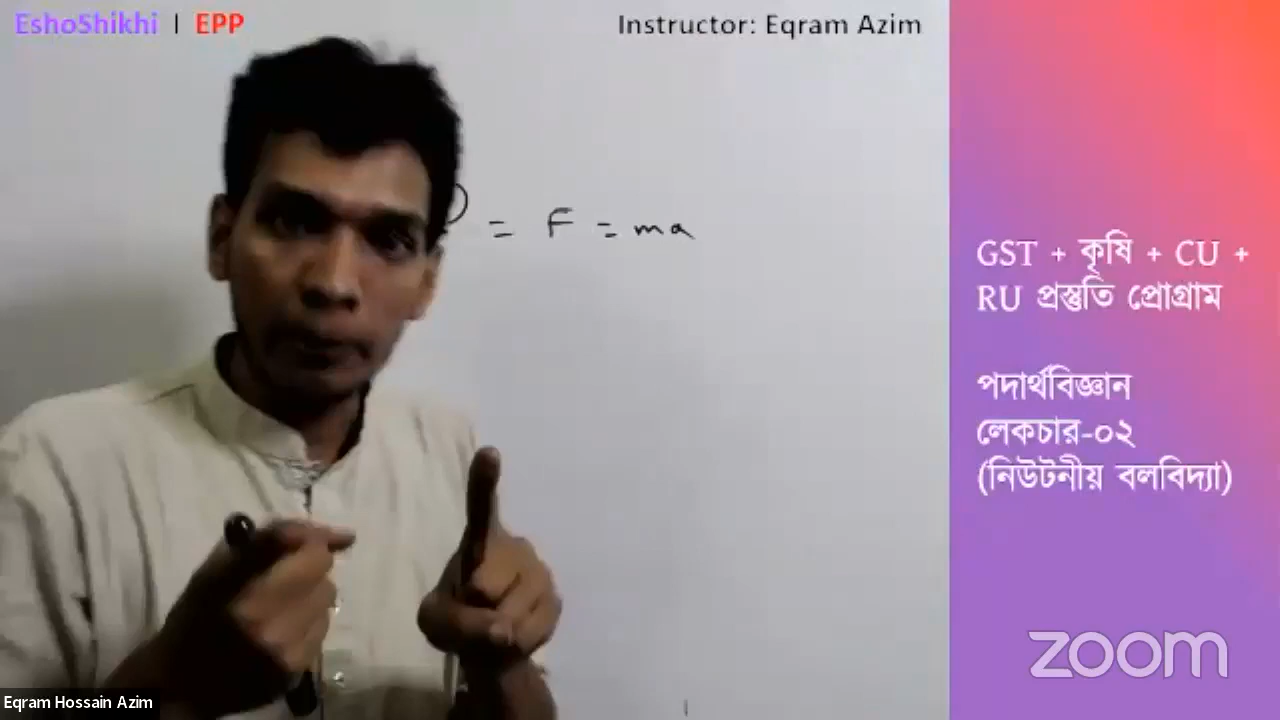 EshoShikhi | EPP
Instructor: Eqram Azim
= F = ma
GST + কৃষি + CU +
RU প্রস্তুতি প্রোগ্রাম
পদার্থবিজ্ঞান
লেকচার-০২
(নিউটনীয় বলবিদ্যা)
zoom
Eqram Hossain Azim